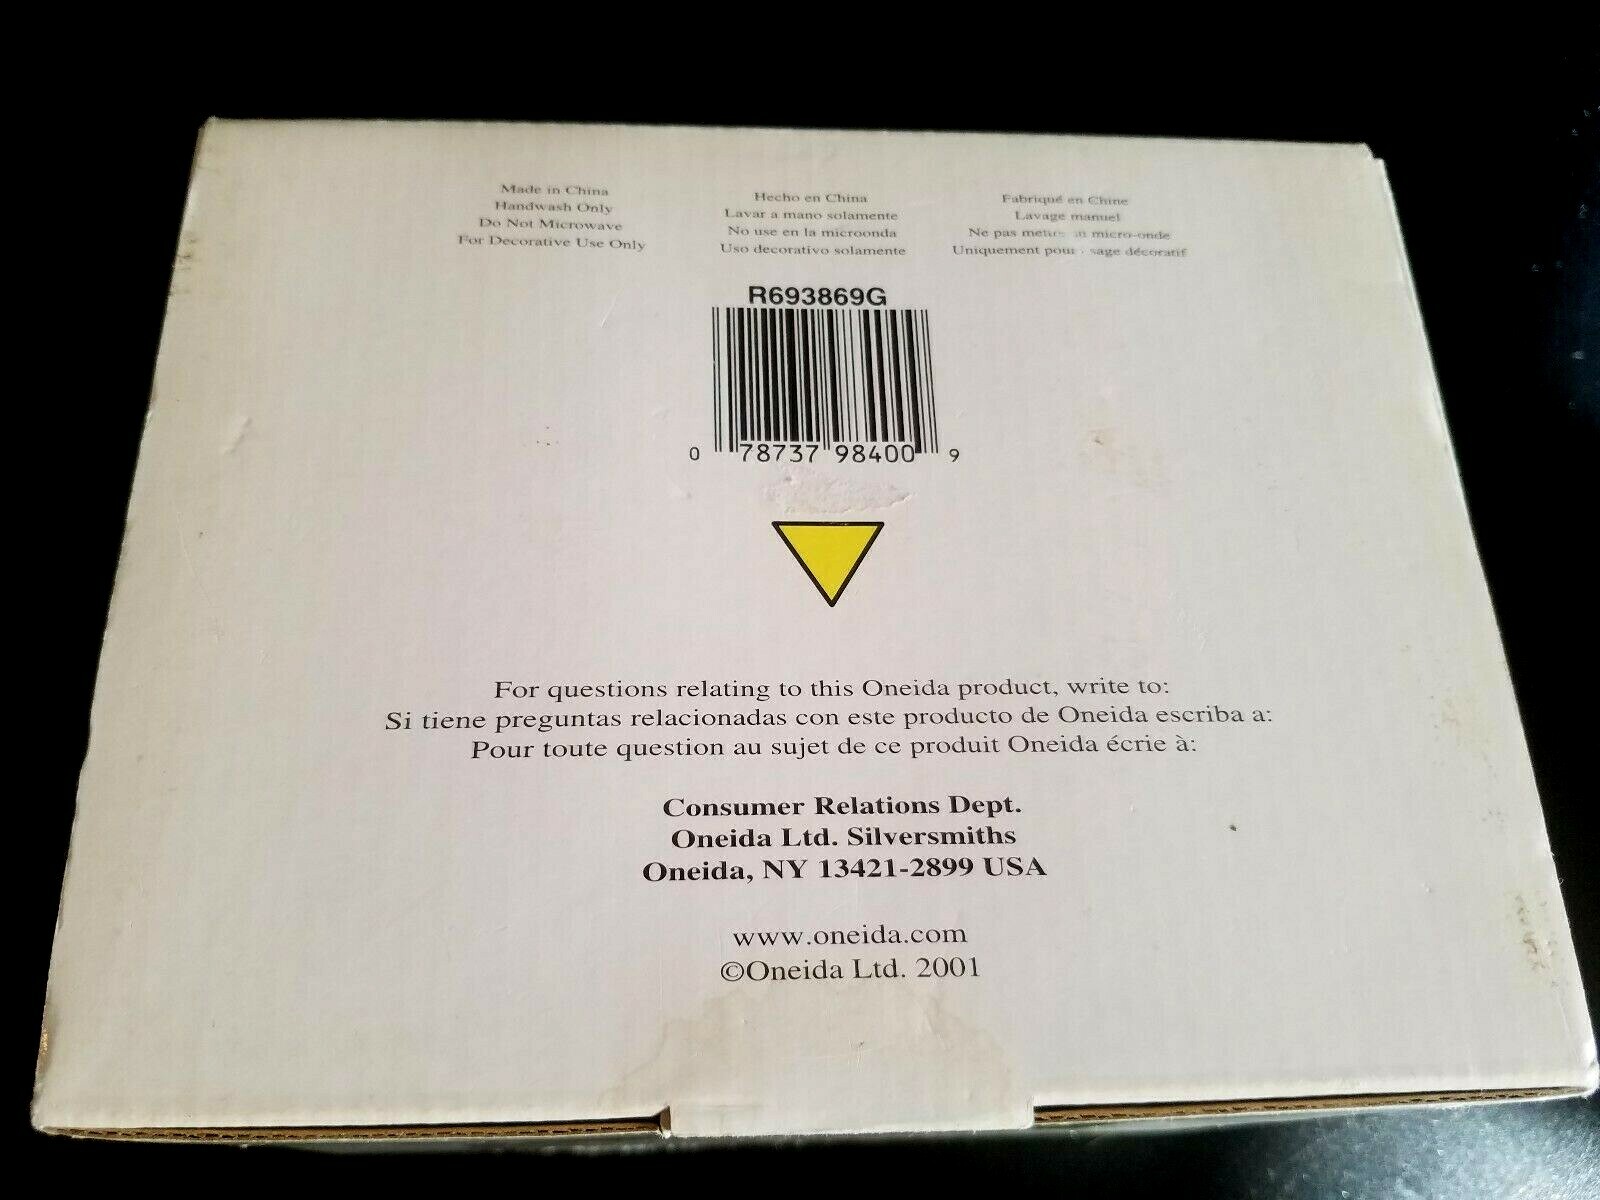 Made in China
Handwash Only
Do Not Microwave
For Decorative Use Only
Hecho en China
Lavar a mano solamente
No use en la microonda
Uso decorativo solamente
Fabriqué en Chine
Lavage manuel
Ne pas micro-onde
Uniquement pour décoratif
R693869G
0 78737 98400 9
For questions relating to this Oneida product, write to:
Si tiene preguntas relacionadas con este producto de Oneida escriba a:
Pour toute question au sujet de ce produit Oneida écrie à:
Consumer Relations Dept.
Oneida Ltd. Silversmiths
Oneida, NY 13421-2899 USA
www.oneida.com
©Oneida Ltd. 2001